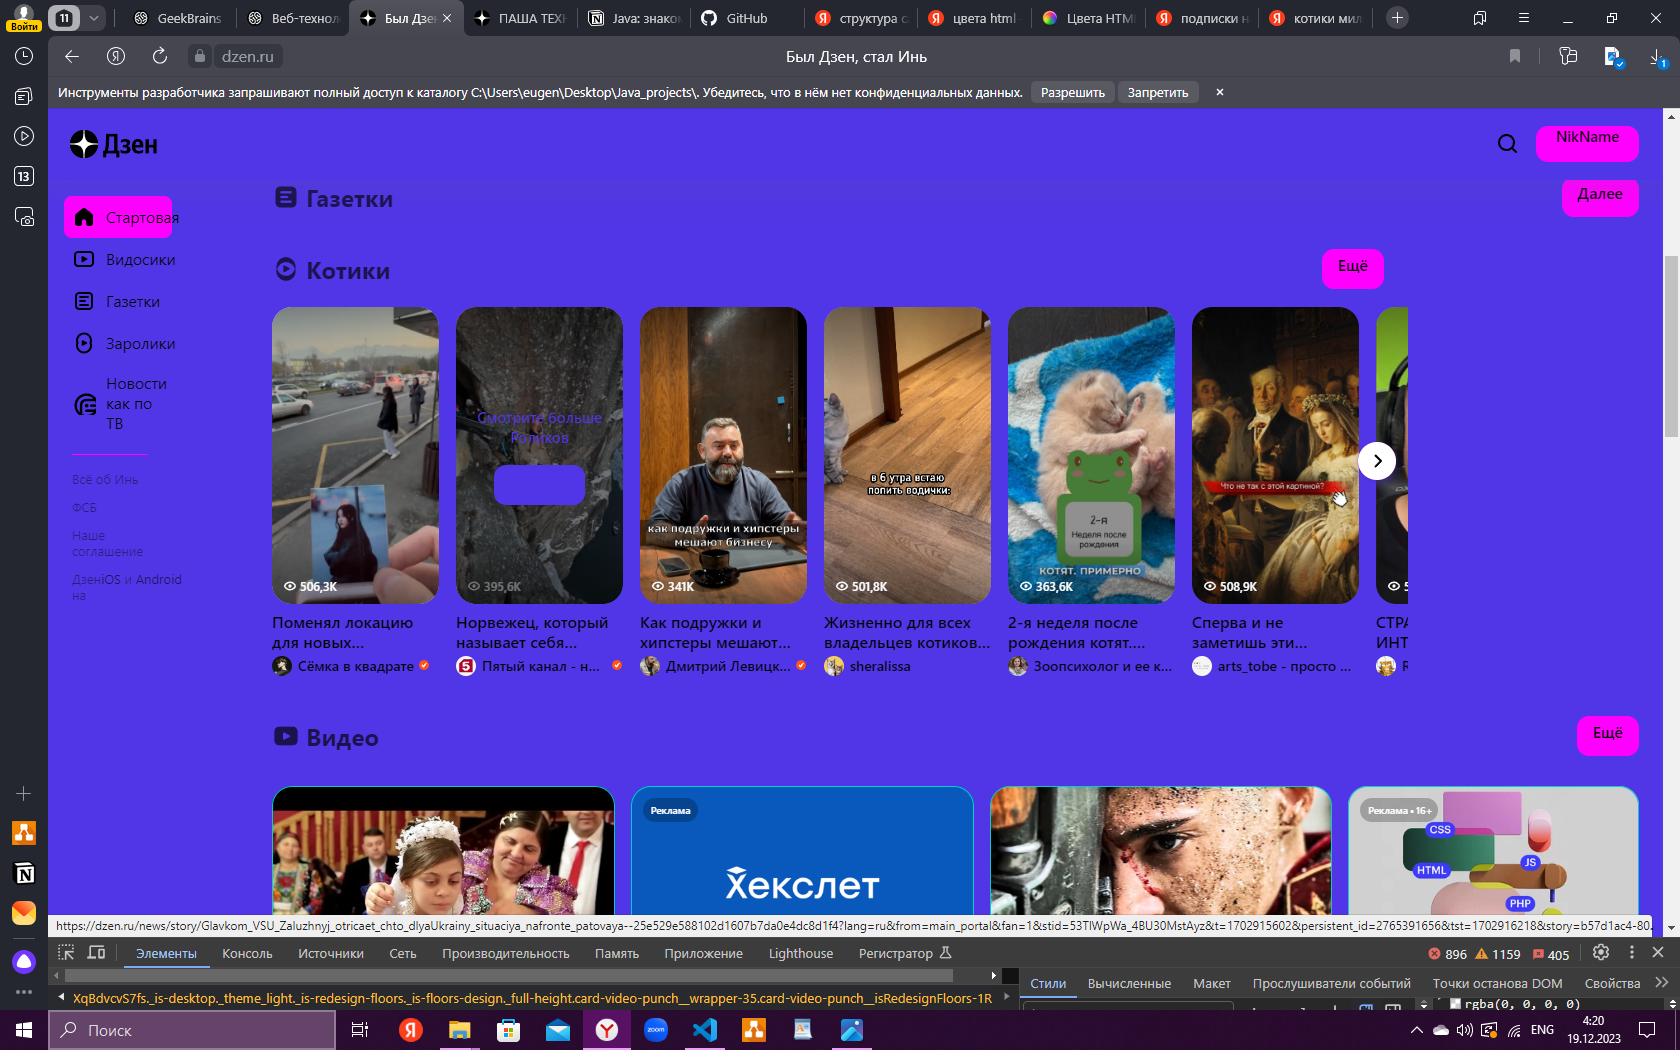 Войти
11
GeekBrains
Веб-технол
Был Дзен
ПАША ТЕХ
Java: знако
GitHub
структура с
цвета html
Цвета HTM
подписки н
котики мил
dzen.ru
Был Дзен, стал Инь
1
Инструменты разработчика запрашивают полный доступ к каталогу C:\Users\eugen\Desktop\Java_projects\. Убедитесь, что в нём нет конфиденциальных данных.
Разрешить
Запретить
13
Дзен
NikName
Стартовая
Видосики
Газетки
Заролики
Новости
как по
ТВ
Всё об Инь
ФСБ
Наше
соглашение
ДзенiOS и Android
на
Газетки
Далее
Котики
Ещё
506,3K
Смотрите больше
Роликов
395,6K
как подружки и хипстеры
мешают бизнесу
341K
в 6 утра встаю
попить водички:
501,8K
2-я
Неделя после
рождения
КОТЯТ. ПРИМЕРНО
363,6K
Что не так с этой картиной?
508,9K
5
Поменял локацию
для новых...
Сёмка в квадрате
Норвежец, который
называет себя...
5
Пятый канал - н...
Как подружки и
хипстеры мешают...
Дмитрий Левицк...
Жизненно для всех
владельцев котиков...
sheralissa
2-я неделя после
рождения котят....
Зоопсихолог и ее к...
Сперва и не
заметишь эти...
arts_tobe - просто ...
СТРА
ИНТ
Видео
Ещё
Реклама
Хекслет
Реклама • 16+
CSS
JS
HTML
PHP
https://dzen.ru/news/story/Glavkom_VSU_Zaluzhnyj_otricaet_chto_dlyaUkrainy_situaciya_nafronte_patovaya--25e529e588102d1607b7da0e4dc8d1f4?lang=ru&from=main_portal&fan=1&stid=53TlWpWa_4BU30MstAyz&t=1702915602&persistent_id=2765391656&tst=1702916218&story=b57d1ac4-80...
Элементы
Консоль
Источники
Сеть
Производительность
Память
Приложение
Lighthouse
Регистратор
896
1159
405
XqBdvcvS7fs._is-desktop._theme_light._is-redesign-floors._is-floors-design._full-height.card-video-punch__wrapper-35.card-video-punch__isRedesignFloors-1R
Стили
Вычисленные
Макет
Прослушиватели событий
Точки останова DOM
Свойства
rgba(0, 0, 0, 0)
Поиск
zoom
ENG
4:20
19.12.2023